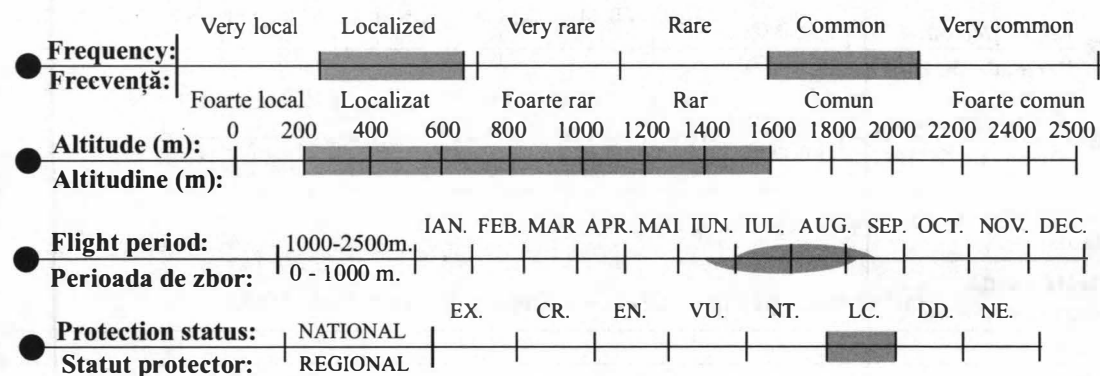 Very local Localized Very rare Rare Common Very common
Frequency:
Frecvență:
Foarte local Localizat Foarte rar Rar Comun Foarte comun
0 200 400 600 800 1000 1200 1400 1600 1800 2000 2200 2400 2500
Altitude (m):
Altitudine (m):
IAN. FEB. MAR APR. MAI IUN. IUL. AUG. SEP. OCT. NOV. DEC.
Flight period: 1000-2500m.
Perioada de zbor: 0 - 1000 m.
EX. CR. EN. VU. NT. LC. DD. NE.
Protection status: NATIONAL
Statut protector: REGIONAL